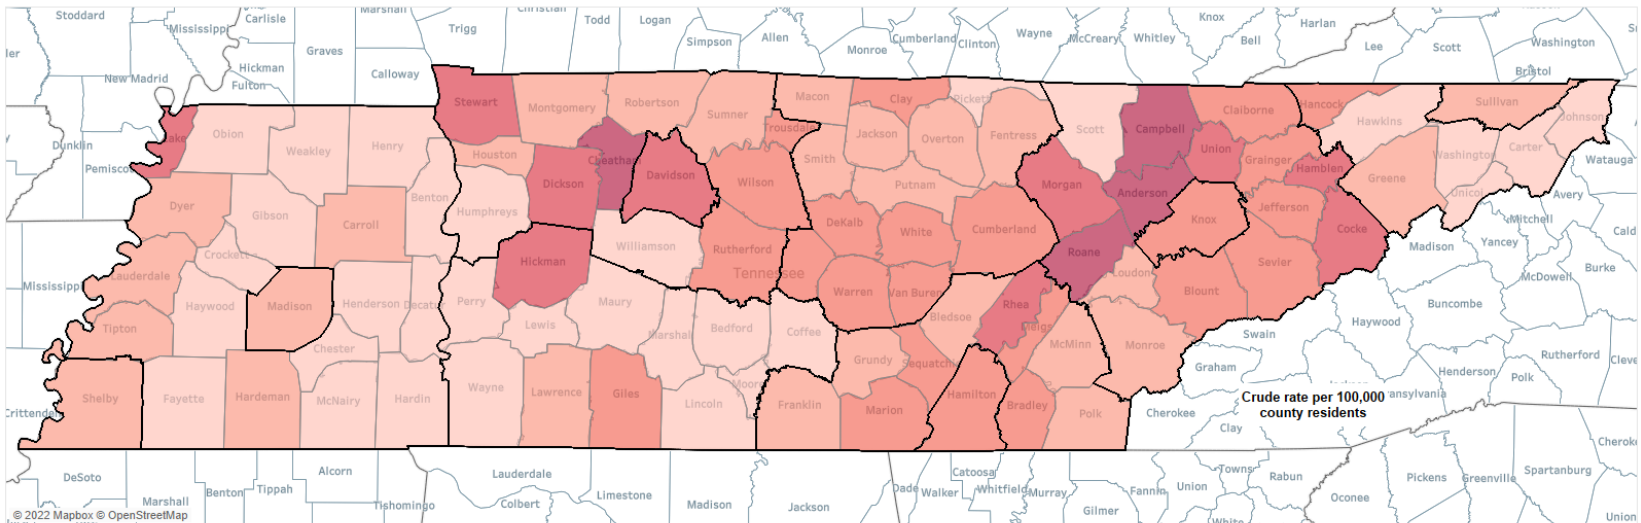 Stoddard
Mississippi
Carlisle
Marshall
Trigg
Christian
Todd
Logan
Simpson
Allen
Monroe
Cumberland
Clinton
Wayne
McCreary
Whitley
Knox
Bell
Harlan
Lee
Scott
Washington
Bristol
New Madrid
Hickman
Fulton
Graves
Calloway
Dunklin
Pemisco
Lake
Obion
Weakley
Henry
Stewart
Montgomery
Robertson
Sumner
Macon
Clay
Pickett
Scott
Campbell
Claiborne
Hancock
Hawkins
Sullivan
Johnson
Trousdale
Houston
Cheatham
Davidson
Wilson
Smith
Jackson
Overton
Fentress
Union
Grainger
Hamblen
Greene
Washington
Carter
Unicoi
Watauga
Avery
Dyer
Gibson
Carroll
Benton
Humphreys
Dickson
Putnam
Morgan
Anderson
Knox
Jefferson
Cocke
Mitchell
Yancey
Madison
Cald
Crockett
Williamson
Rutherford
DeKalb
White
Cumberland
Roane
Hickman
Tennessee
Loudon
Sevier
Blount
Burke
McDowell
Buncombe
Mississippi
Lauderdale
Haywood
Madison
Henderson
Decatu
Perry
Maury
Warren
Van Buren
Rhea
Meigs
Haywood
Tipton
Chester
Lewis
Marshall
Bedford
Coffee
Bledsoe
McMinn
Monroe
Swain
Graham
Rutherford
Cleve
Henderson
Polk
Grundy
Sequatch
Crittenden
Shelby
Fayette
Hardeman
McNairy
Hardin
Wayne
Lawrence
Giles
Lincoln
Moore
Franklin
Marion
Hamilton
Bradley
Polk
Cherokee
Clay
Crude rate per 100,000
county residents
ansylvania
DeSoto
Marshall
Benton
Tippah
Alcorn
Tishomingo
Lauderdale
Colbert
Limestone
Madison
Jackson
Dade
Walker
Catoosa
Whitfield
Murray
Gilmer
Fannin
Union
Towns
White
Rabun
Oconee
Pickens
Greenville
Spartanburg
Cheroke
Union
© 2022 Mapbox © OpenStreetMap